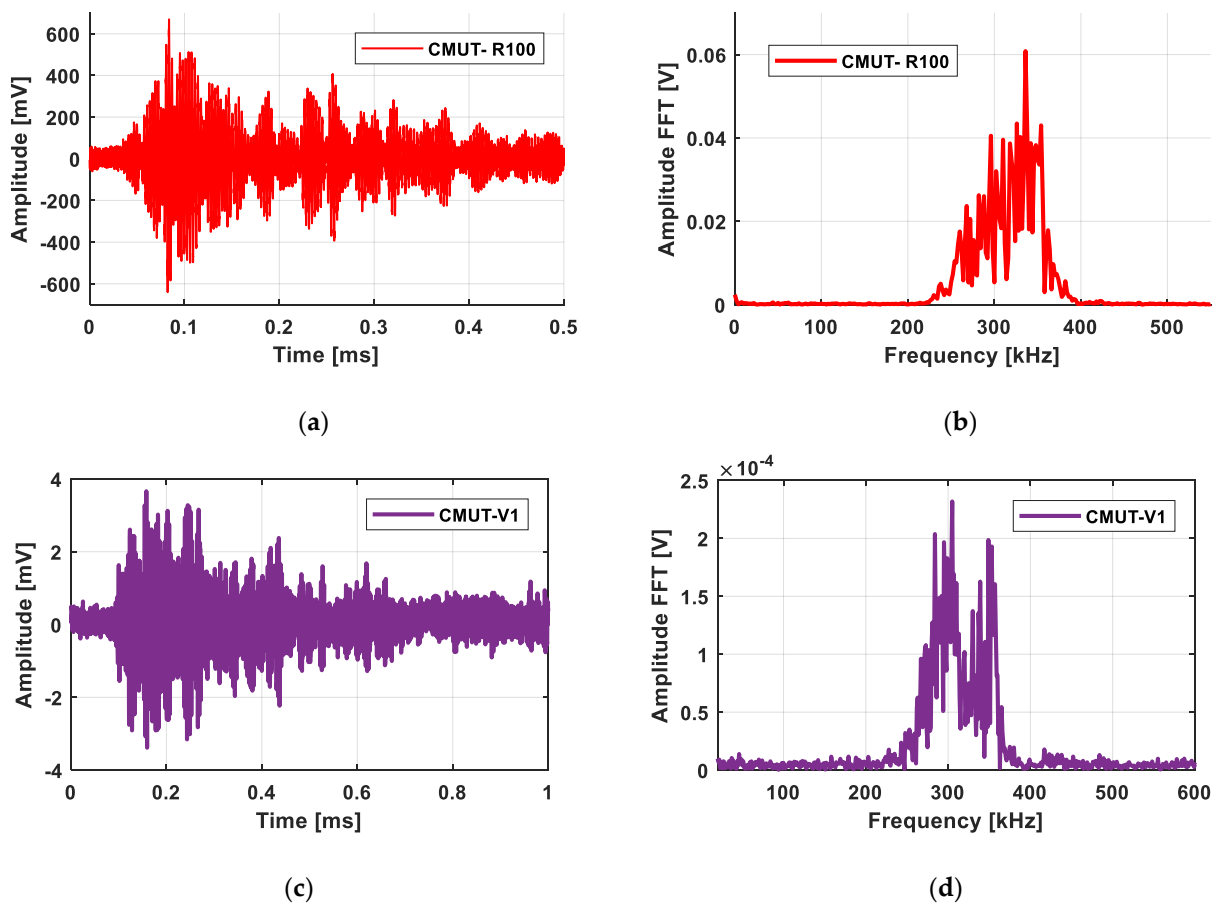 600
400
200
0
-200
-400
-600
Amplitude [mV]
CMUT- R100
0
0.1
0.2
0.3
0.4
0.5
Time [ms]
(a)
0.06
0.04
0.02
0
Amplitude FFT [V]
CMUT- R100
0
100
200
300
400
500
Frequency [kHz]
(b)
4
2
0
-2
-4
Amplitude [mV]
CMUT-V1
0
0.2
0.4
0.6
0.8
1
Time [ms]
(c)
×10-4
2.5
2
1.5
1
0.5
0
Amplitude FFT [V]
CMUT-V1
100
200
300
400
500
600
Frequency [kHz]
(d)